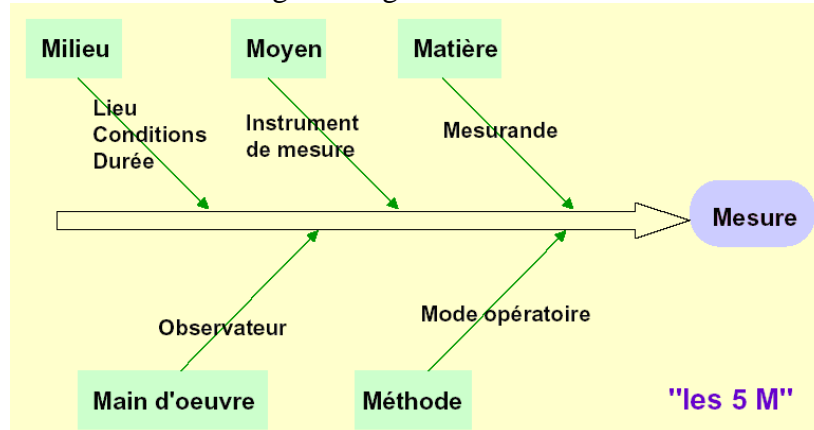 Milieu
Moyen
Matière
Lieu
Conditions
Durée
Instrument
de mesure
Mesurande
Mesure
Observateur
Mode opératoire
Main d'oeuvre
Méthode
"les 5 M"